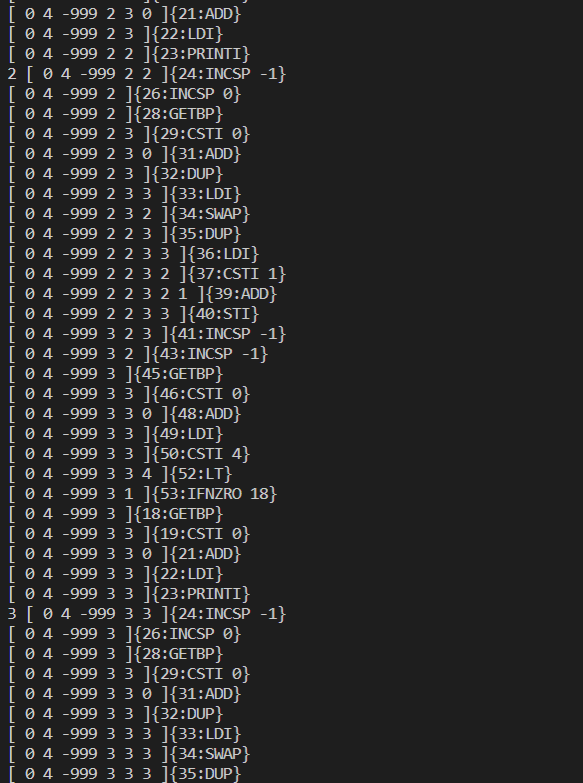 [ 0 4 -999 2 3 0 ]{21:ADD}
[ 0 4 -999 2 3 ]{22:LDI}
[ 0 4 -999 2 2 ]{23:PRINTI}
2 [ 0 4 -999 2 2 ]{24:INCSP -1}
[ 0 4 -999 2 ]{26:INCSP 0}
[ 0 4 -999 2 ]{28:GETBP}
[ 0 4 -999 2 3 ]{29:CSTI 0}
[ 0 4 -999 2 3 0 ]{31:ADD}
[ 0 4 -999 2 3 ]{32:DUP}
[ 0 4 -999 2 3 3 ]{33:LDI}
[ 0 4 -999 2 3 2 ]{34:SWAP}
[ 0 4 -999 2 2 3 ]{35:DUP}
[ 0 4 -999 2 2 3 3 ]{36:LDI}
[ 0 4 -999 2 2 3 2 ]{37:CSTI 1}
[ 0 4 -999 2 2 3 2 1 ]{39:ADD}
[ 0 4 -999 2 2 3 3 ]{40:STI}
[ 0 4 -999 3 2 3 ]{41:INCSP -1}
[ 0 4 -999 3 2 ]{43:INCSP -1}
[ 0 4 -999 3 ]{45:GETBP}
[ 0 4 -999 3 3 ]{46:CSTI 0}
[ 0 4 -999 3 3 0 ]{48:ADD}
[ 0 4 -999 3 3 ]{49:LDI}
[ 0 4 -999 3 3 ]{50:CSTI 4}
[ 0 4 -999 3 3 4 ]{52:LT}
[ 0 4 -999 3 1 ]{53:IFNZRO 18}
[ 0 4 -999 3 ]{18:GETBP}
[ 0 4 -999 3 3 ]{19:CSTI 0}
[ 0 4 -999 3 3 0 ]{21:ADD}
[ 0 4 -999 3 3 ]{22:LDI}
[ 0 4 -999 3 3 ]{23:PRINTI}
3 [ 0 4 -999 3 3 ]{24:INCSP -1}
[ 0 4 -999 3 ]{26:INCSP 0}
[ 0 4 -999 3 ]{28:GETBP}
[ 0 4 -999 3 3 ]{29:CSTI 0}
[ 0 4 -999 3 3 0 ]{31:ADD}
[ 0 4 -999 3 3 ]{32:DUP}
[ 0 4 -999 3 3 3 ]{33:LDI}
[ 0 4 -999 3 3 3 ]{34:SWAP}
[ 0 4 -999 3 3 3 ]{35:DUP}